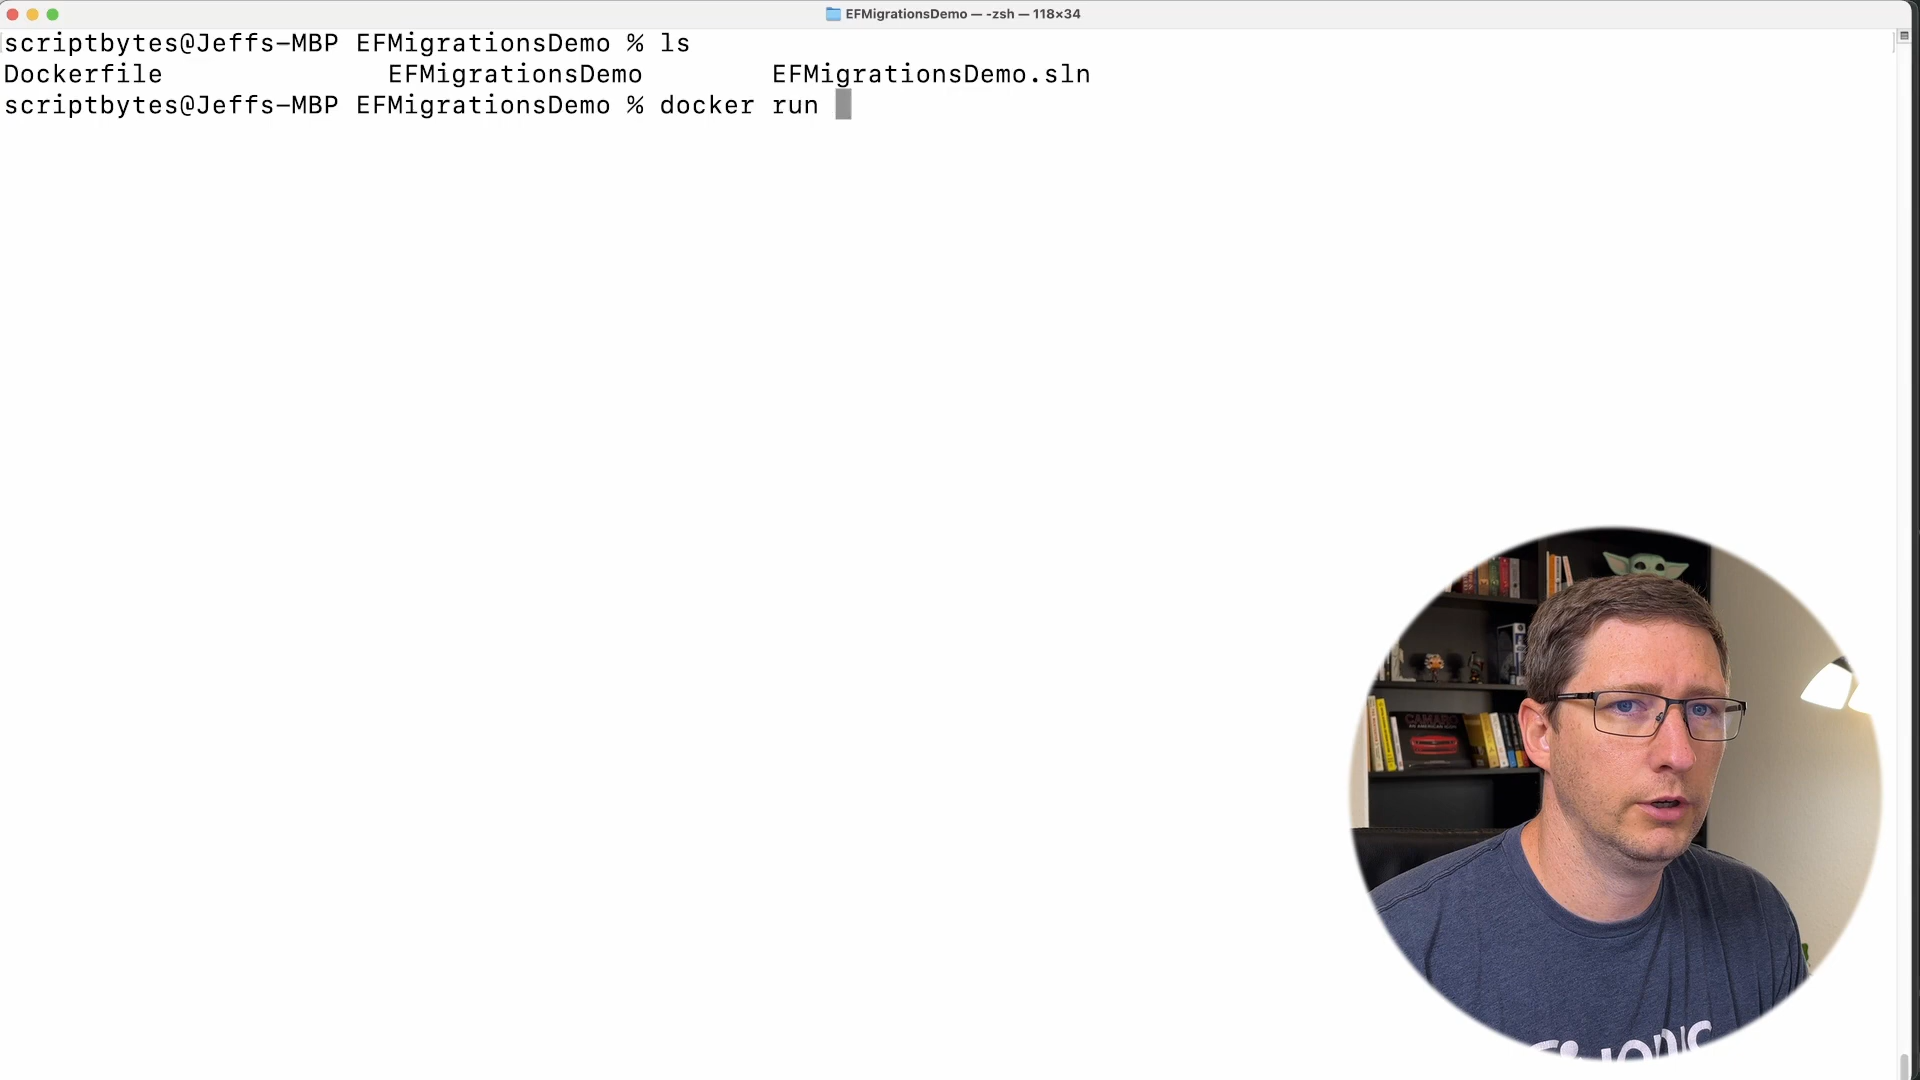 EFMigrationsDemo — -zsh — 118×34
scriptbytes@Jeffs-MBP EFMigrationsDemo % ls
Dockerfile EFMigrationsDemo EFMigrationsDemo.sln
scriptbytes@Jeffs-MBP EFMigrationsDemo % docker run
CAMARO